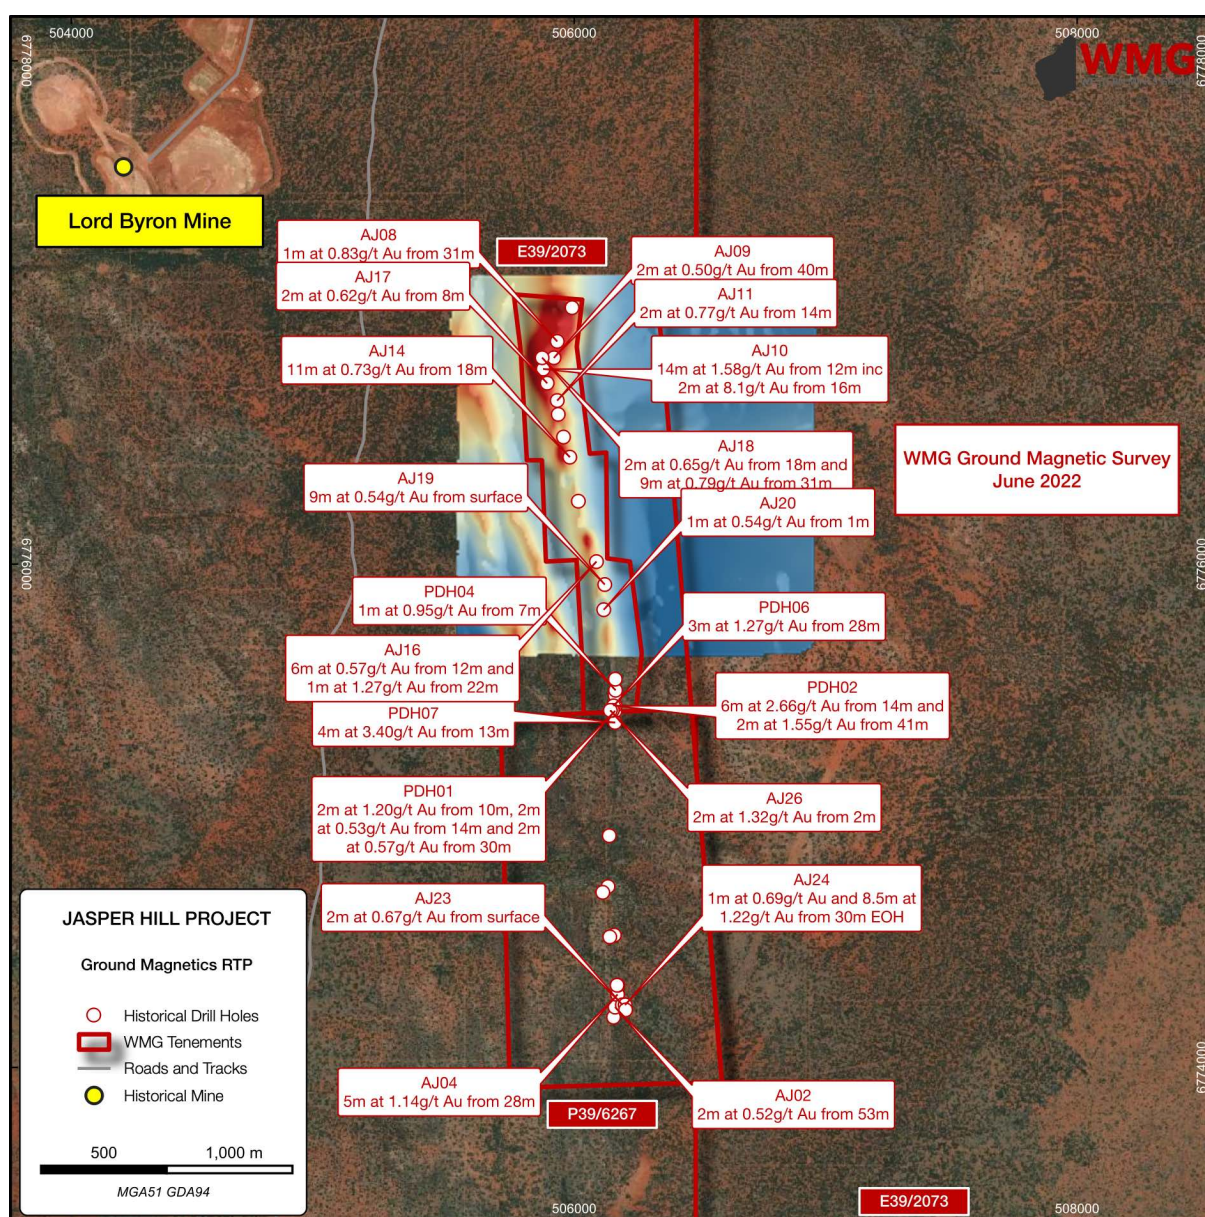 504000
506000
508000
6778000
6778000
WMG
Lord Byron Mine
AJ08
1m at 0.83g/t Au from 31m
E39/2073
AJ09
2m at 0.50g/t Au from 40m
AJ17
2m at 0.62g/t Au from 8m
AJ11
2m at 0.77g/t Au from 14m
AJ14
11m at 0.73g/t Au from 18m
AJ10
14m at 1.58g/t Au from 12m inc
2m at 8.1g/t Au from 16m
AJ18
2m at 0.65g/t Au from 18m and
9m at 0.79g/t Au from 31m
WMG Ground Magnetic Survey
June 2022
AJ19
9m at 0.54g/t Au from surface
AJ20
1m at 0.54g/t Au from 1m
6776000
6776000
PDH04
1m at 0.95g/t Au from 7m
PDH06
3m at 1.27g/t Au from 28m
AJ16
6m at 0.57g/t Au from 12m and
1m at 1.27g/t Au from 22m
PDH02
6m at 2.66g/t Au from 14m and
2m at 1.55g/t Au from 41m
PDH07
4m at 3.40g/t Au from 13m
PDH01
2m at 1.20g/t Au from 10m, 2m
at 0.53g/t Au from 14m and 2m
at 0.57g/t Au from 30m
AJ26
2m at 1.32g/t Au from 2m
AJ23
2m at 0.67g/t Au from surface
AJ24
1m at 0.69g/t Au and 8.5m at
1.22g/t Au from 30m EOH
AJ04
5m at 1.14g/t Au from 28m
AJ02
2m at 0.52g/t Au from 53m
P39/6267
E39/2073
6774000
JASPER HILL PROJECT
Ground Magnetics RTP
Historical Drill Holes
WMG Tenements
Roads and Tracks
Historical Mine
500
1,000 m
MGA51 GDA94
506000
508000